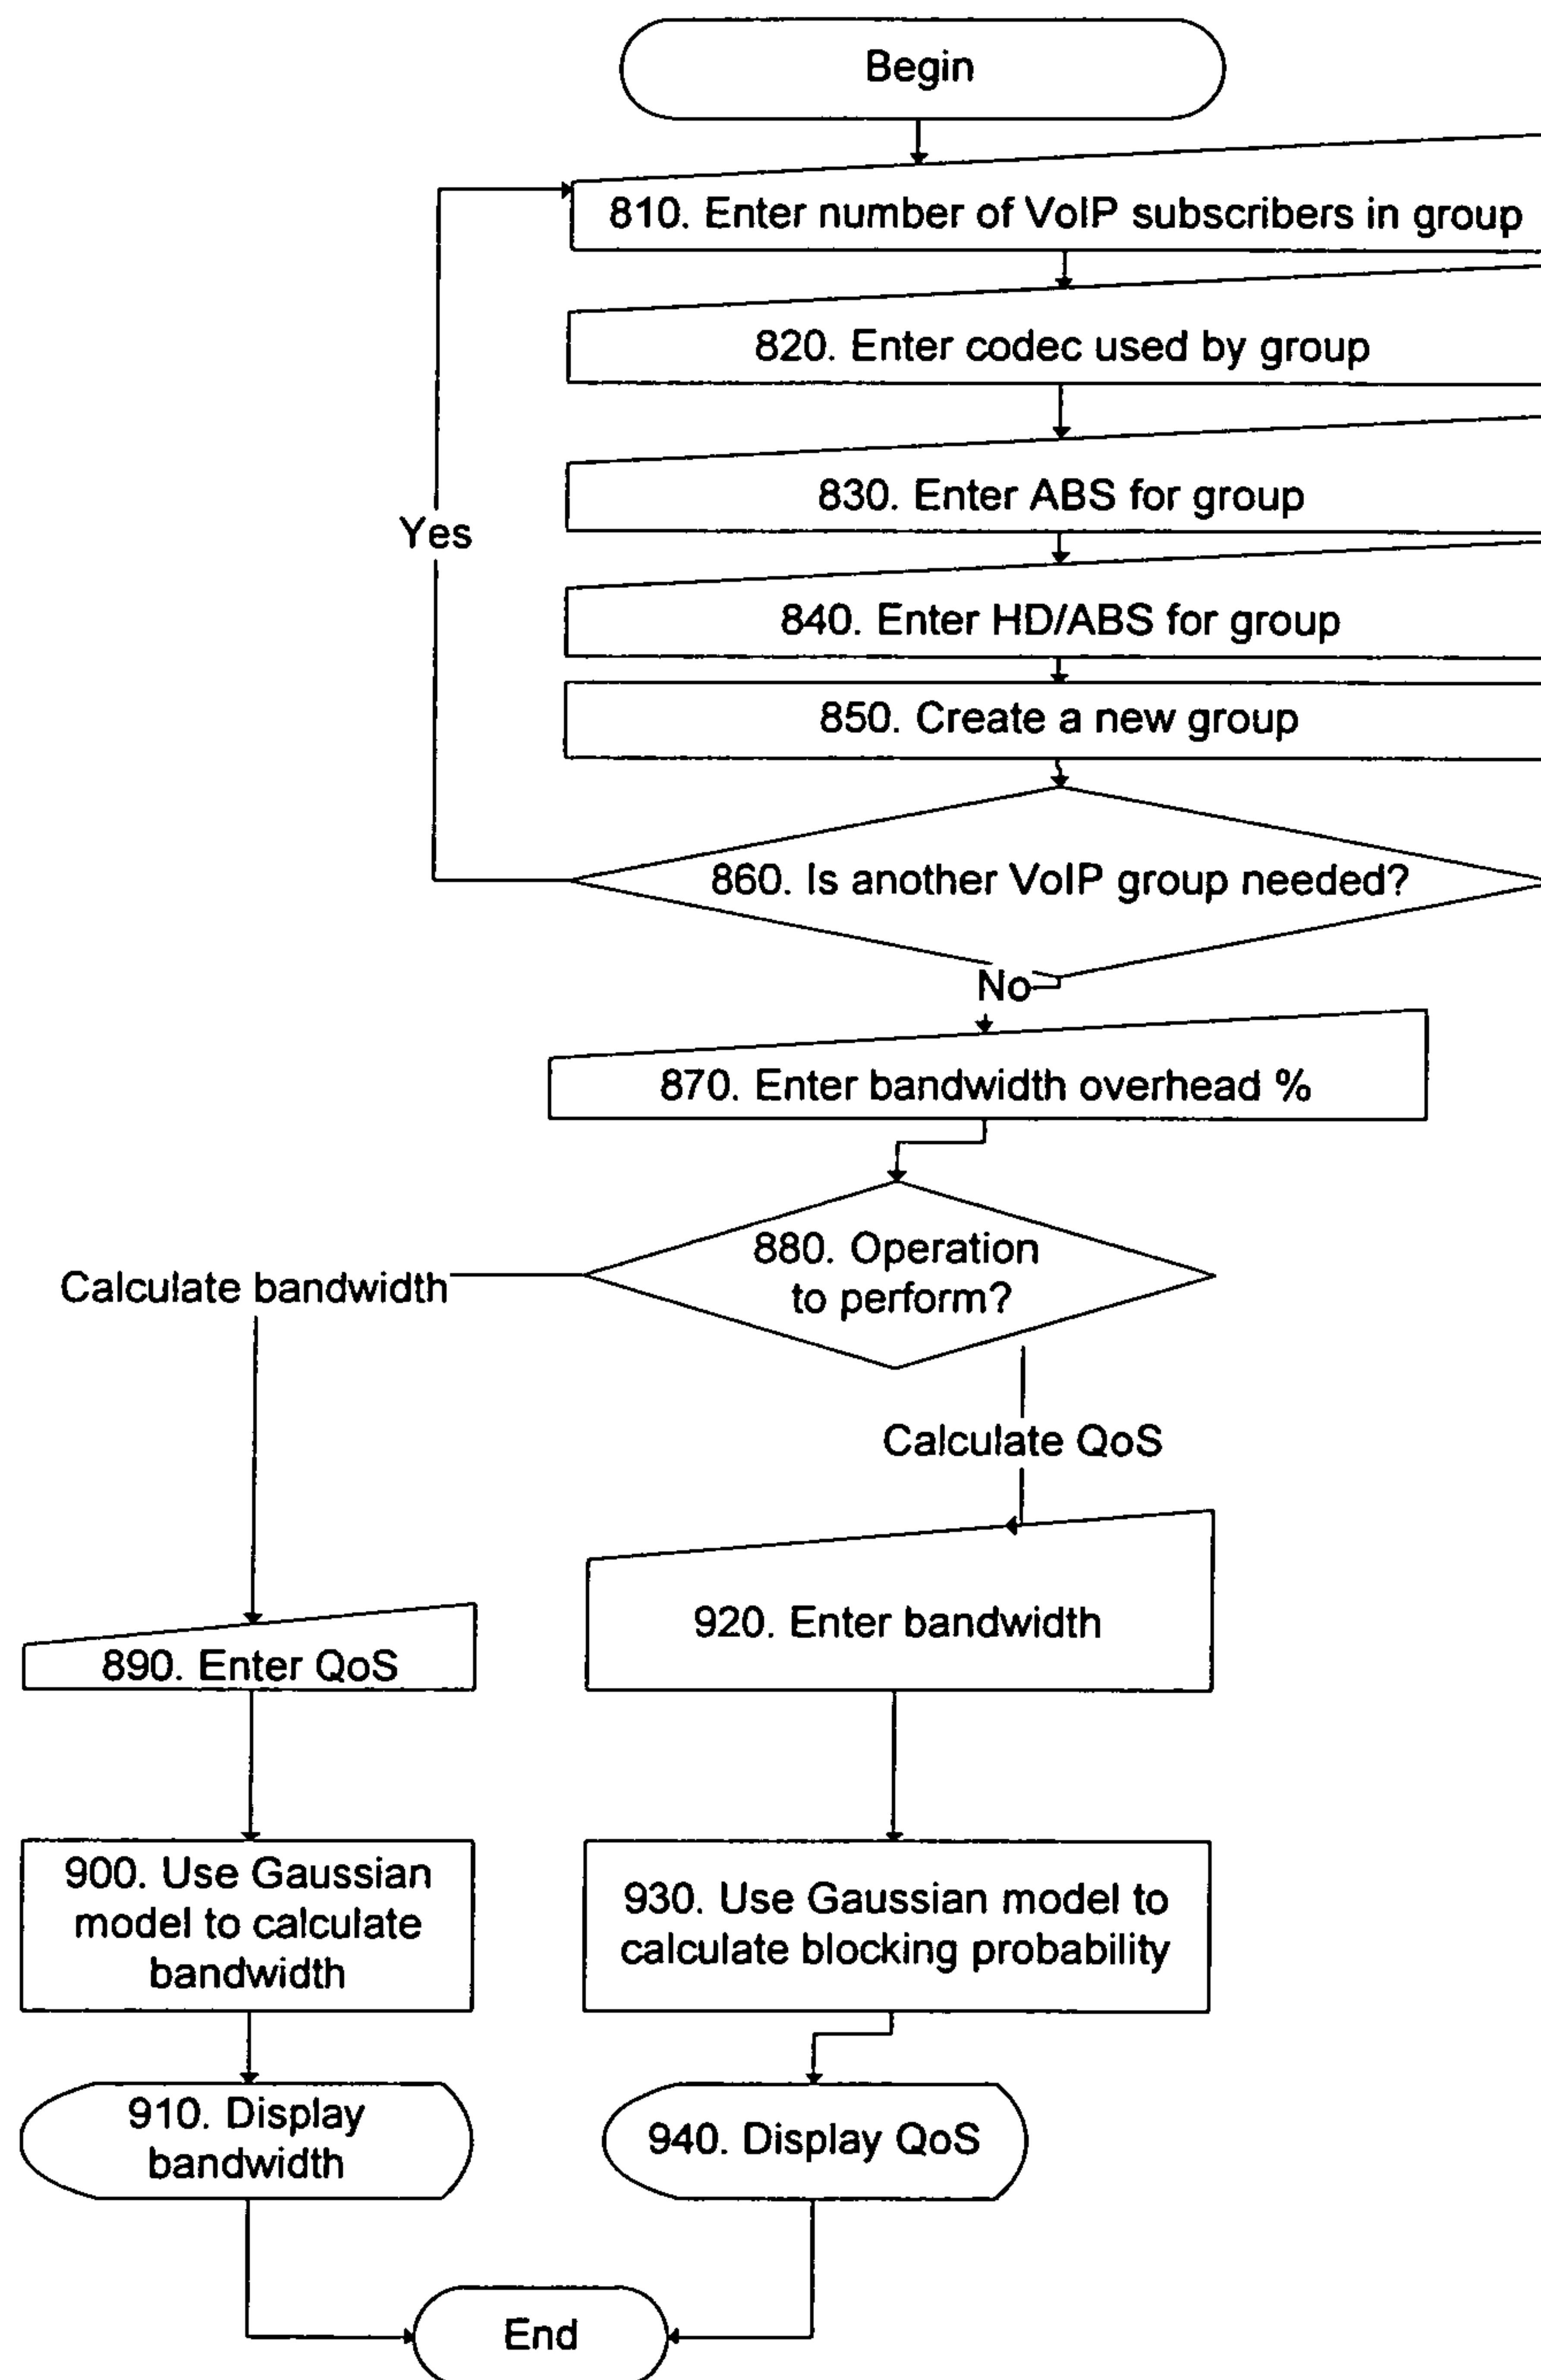 Begin
810. Enter number of VoIP subscribers in group
820. Enter codec used by group
830. Enter ABS for group
Yes
840. Enter HD/ABS for group
850. Create a new group
860. Is another VoIP group needed?
No
870. Enter bandwidth overhead %
880. Operation
to perform?
Calculate bandwidth
Calculate QoS
920. Enter bandwidth
890. Enter QoS
900. Use Gaussian
model to calculate
bandwidth
930. Use Gaussian model to
calculate blocking probability
910. Display
bandwidth
940. Display QoS
End